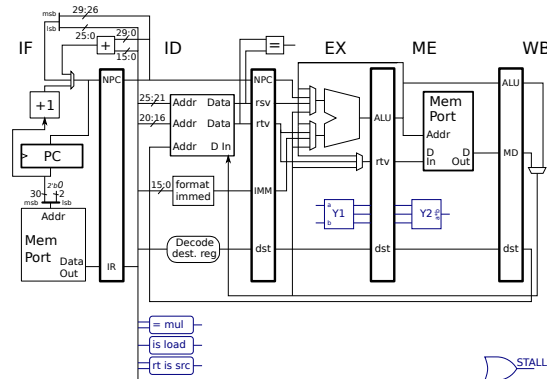 msb 29:26
lsb 25:0
29:0
15:0
IF
ID
EX
ME
WB
+
=
+1
PC
2'b0
30 2
msb lsb
Addr
Mem
Port
Data
Out
NPC
IR
25:21
20:16
15:0
Addr Data
Addr Data
Addr D In
format
immed
Decode
dest. reg
NPC
rsv
rtv
IMM
dst
ALU
rtv
dst
Mem
Port
Addr
D
In
D
Out
ALU
MD
dst
Y1
a
b
Y2
a*b
= mul
is load
rt is src
STALL